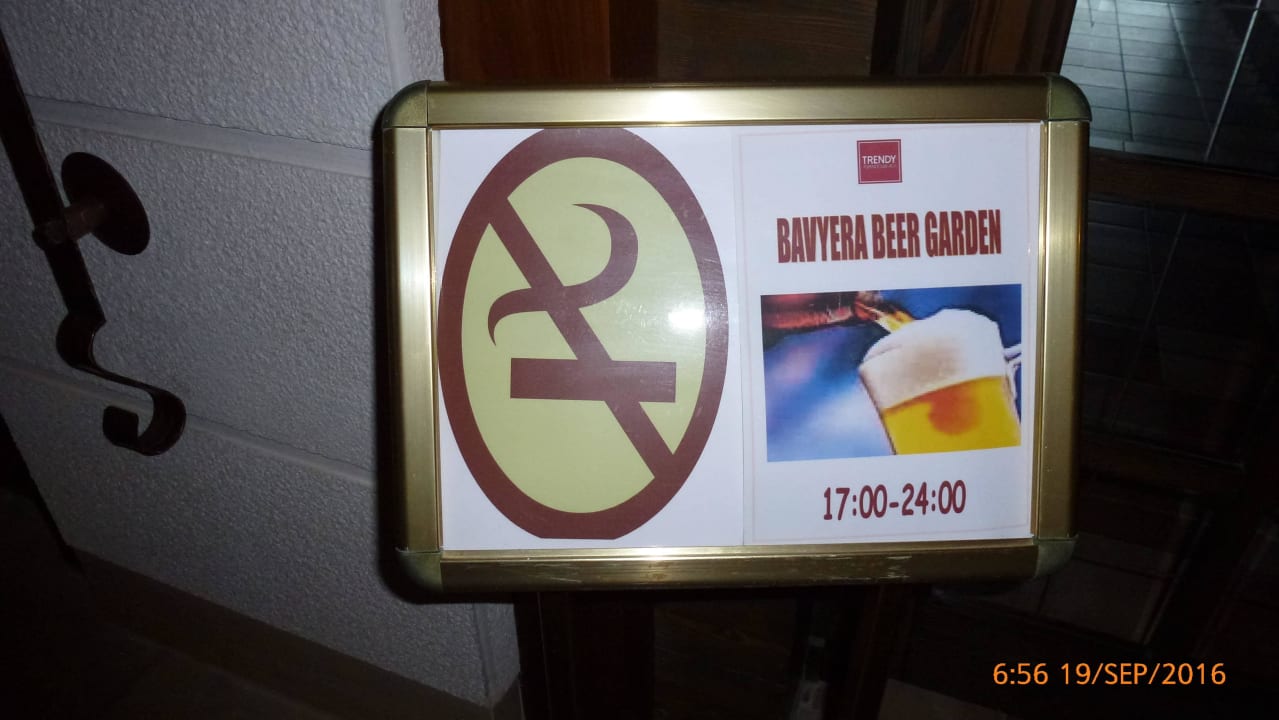 TRENDY
BAVYERA BEER GARDEN
17:00-24:00
6:56 19/SEP/2016